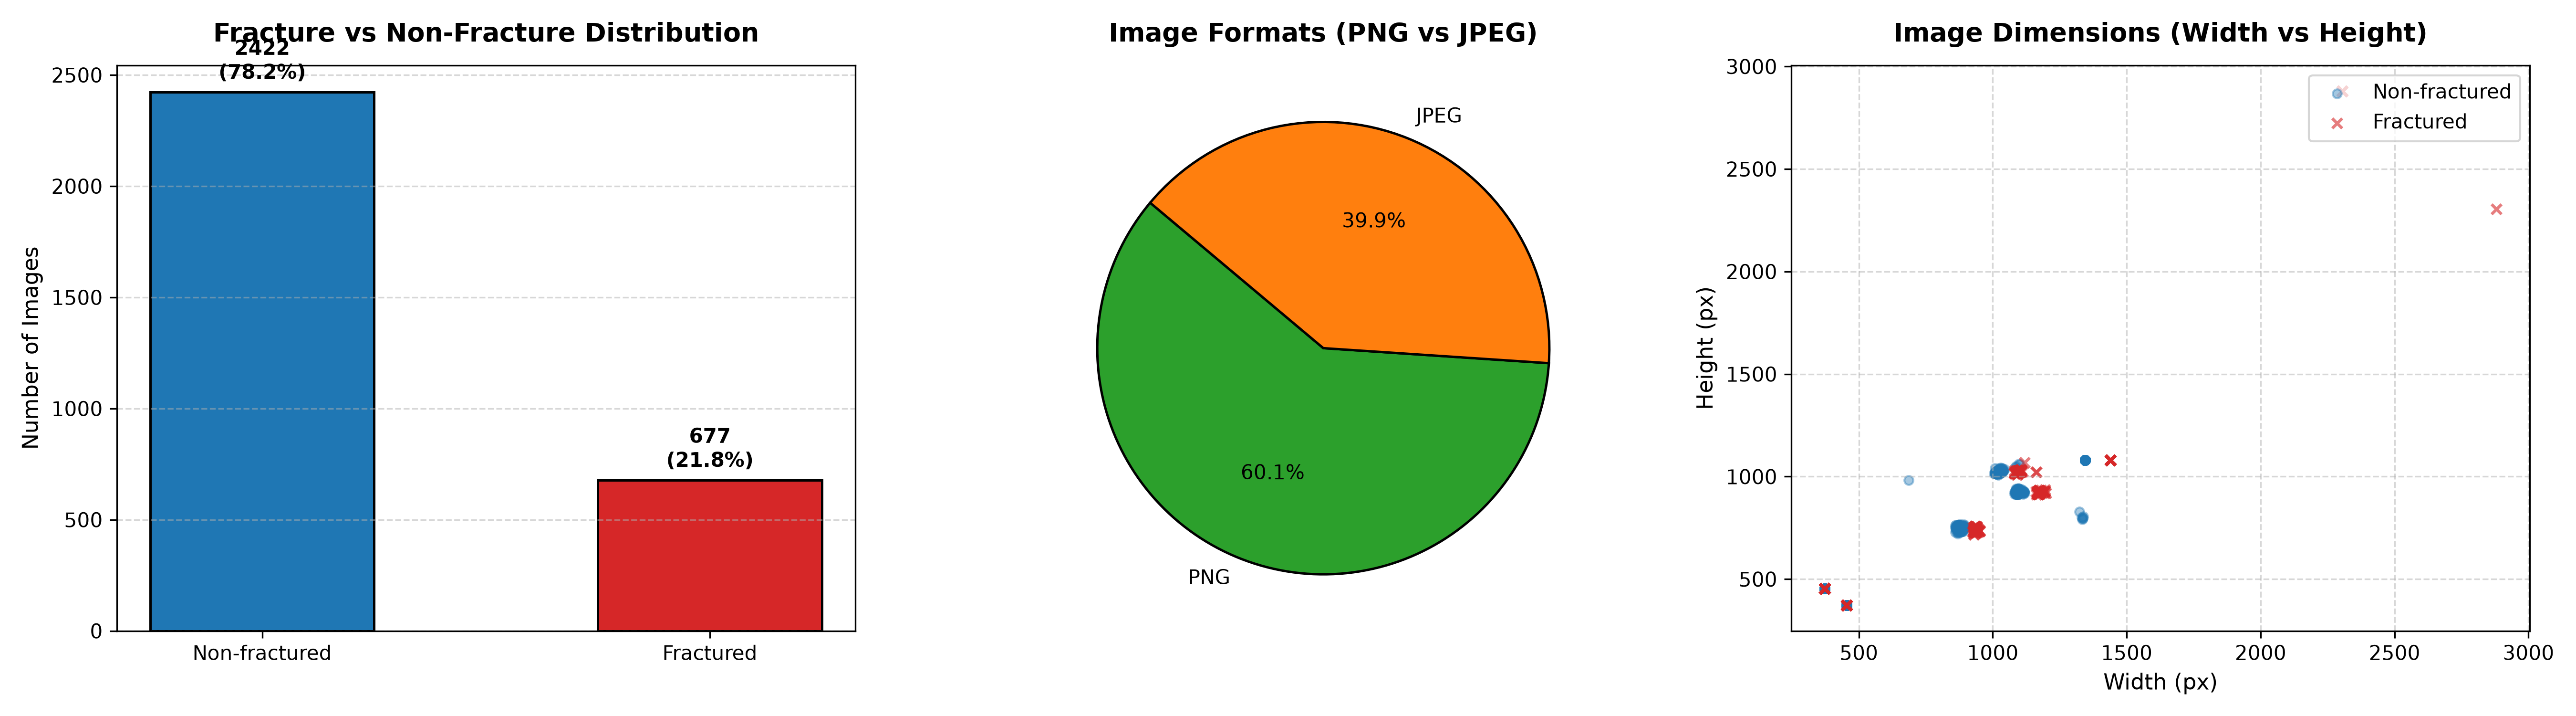 Fracture vs Non-Fracture Distribution
2422
(78.2%)
677
(21.8%)
2500
2000
1500
1000
500
0
Number of Images
Non-fractured
Fractured
Image Formats (PNG vs JPEG)
JPEG
39.9%
60.1%
PNG
Image Dimensions (Width vs Height)
Non-fractured
Fractured
3000
2500
2000
1500
1000
500
Height (px)
500 1000 1500 2000 2500 3000
Width (px)